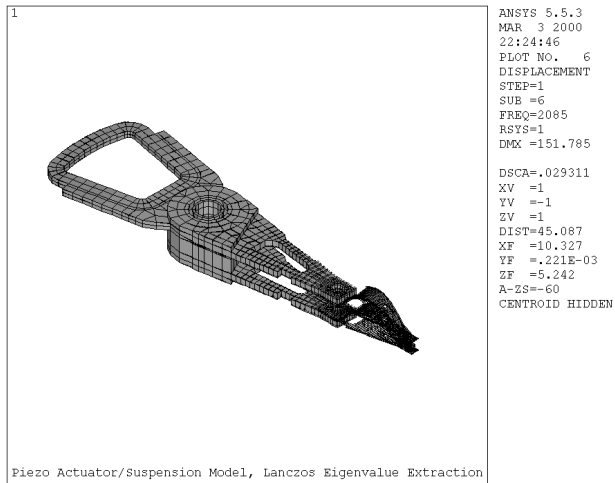 1
ANSYS 5.5.3
MAR  3 2000
22:24:46
PLOT NO.   6
DISPLACEMENT
STEP=1
SUB =6
FREQ=2085
RSYS=1
DMX =151.785
DSCA=.029311
XV  =1
YV  =-1
ZV  =1
DIST=45.087
XF  =10.327
YF  =.221E-03
ZF  =5.242
A-ZS=-60
CENTROID HIDDEN
Piezo Actuator/Suspension Model, Lanczos Eigenvalue Extraction